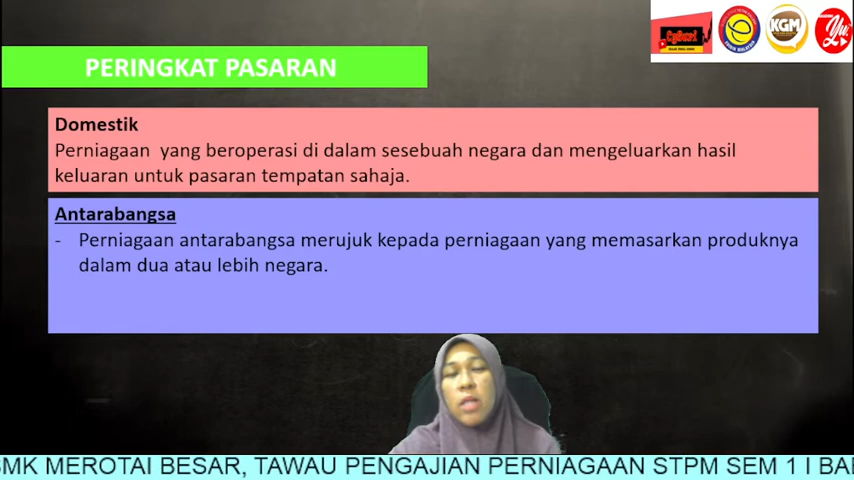 KGM
PERINGKAT PASARAN
Domestik
Perniagaan yang beroperasi di dalam sesebuah negara dan mengeluarkan hasil
keluaran untuk pasaran tempatan sahaja.
Antarabangsa
- Perniagaan antarabangsa merujuk kepada perniagaan yang memasarkan produknya
dalam dua atau lebih negara.
SMK MEROTAI BESAR, TAWAU PENGAJIAN PERNIAGAAN STPM SEM 1 I BA